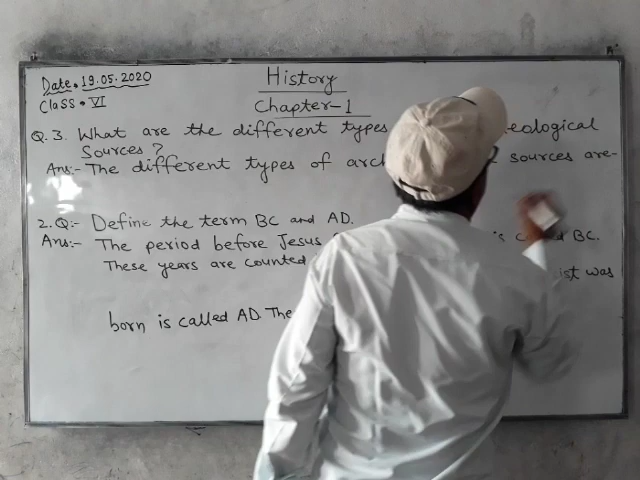 Date. 19.05.2020
Class. VI
History
Chapter-1
Q.3. What are the different types eological
Sources?
Ans:- The different types of arc sources are-
2.Q:- Define the term BC and AD.
Ans:- The period before Jesus is called BC.
These years are counted ist was
born is called AD. The